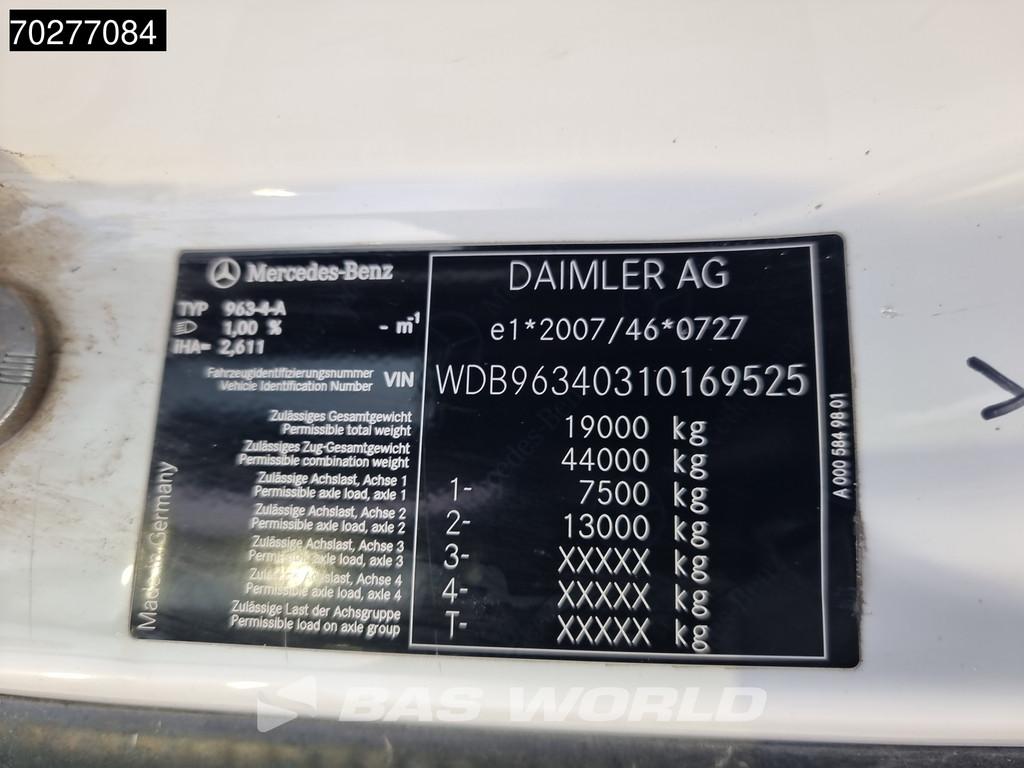 70277084
Mercedes-Benz
TYP 963-4-A
1,00 % - m-1
iHA= 2,611
DAIMLER AG
e1*2007/46*0727
Fahrzeugidentifizierungsnummer
Vehicle Identification Number VIN WDB96340310169525
Zulässiges Gesamtgewicht
Permissible total weight 19000 kg
Zulässiges Zug-Gesamtgewicht
Permissible combination weight 44000 kg
Zulässige Achslast, Achse 1
Permissible axle load, axle 1 1- 7500 kg
Zulässige Achslast, Achse 2
Permissible axle load, axle 2 2- 13000 kg
Zulässige Achslast, Achse 3
Permissible axle load, axle 3 3- XXXXX kg
Zulässige Achslast, Achse 4
Permissible axle load, axle 4 4- XXXXX kg
Zulässige Last der Achsgruppe
Permissible load on axle group T- XXXXX kg
Made in Germany
A 000 584 98 01
BAS WORLD